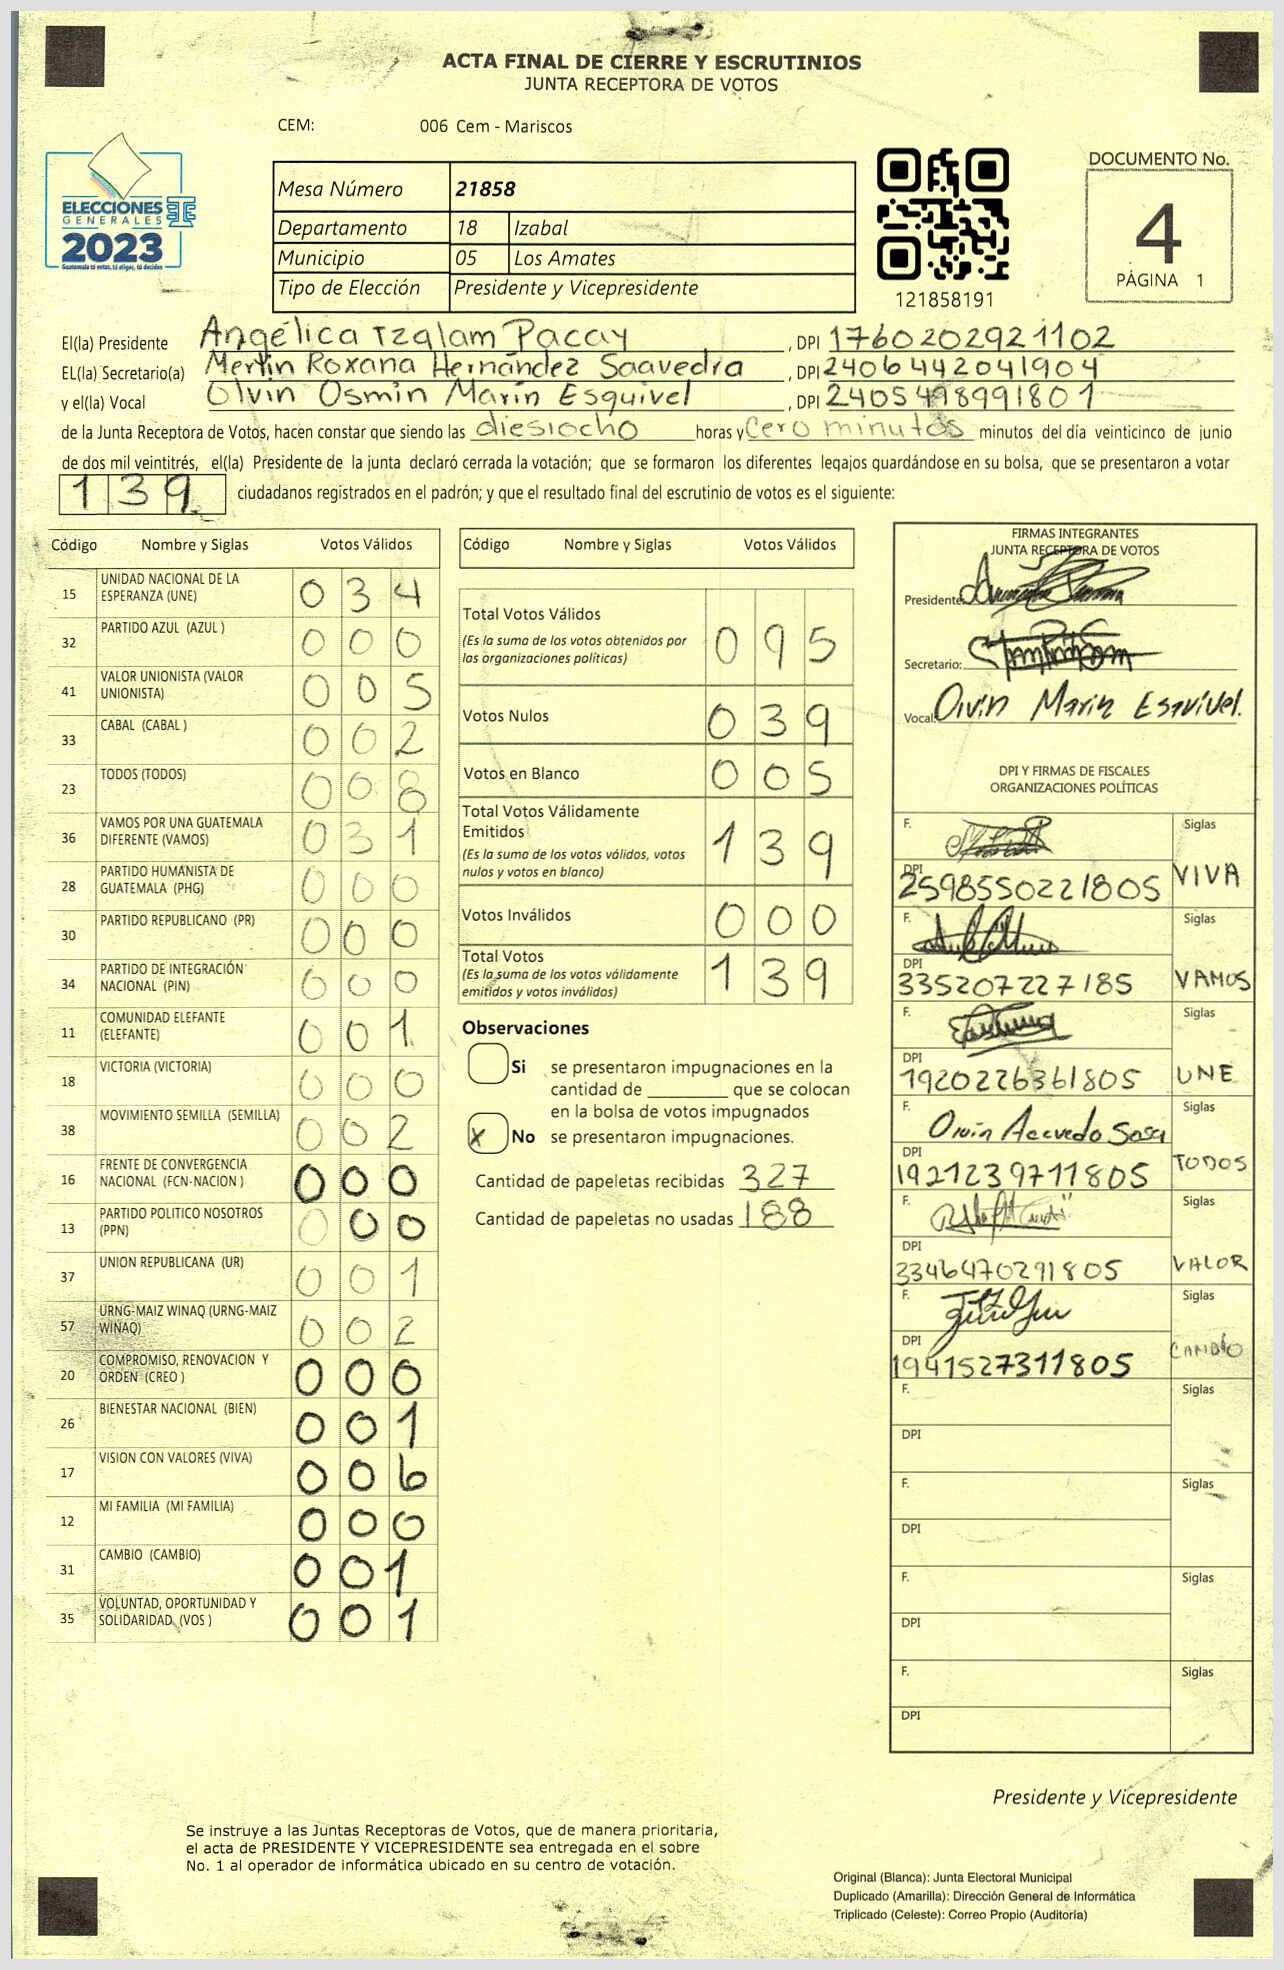 ACTA FINAL DE CIERRE Y ESCRUTINIOS
JUNTA RECEPTORA DE VOTOS
CEM: 006 Cem - Mariscos
ELECCIONES
GENERALES
2023
Guatemala tú votas, tú eliges, tú decides
Mesa Número 21858
Departamento 18 Izabal
Municipio 05 Los Amates
Tipo de Elección Presidente y Vicepresidente
121858191
DOCUMENTO No.
4
PÁGINA 1
El(la) Presidente Angélica Tzalam Pacay , DPI 1760202921102
EL(la) Secretario(a) Merlin Roxana Hernández Saavedra , DPI 2406442041904
y el(la) Vocal Olvin Osmin Marín Esquivel , DPI 2405498991801
de la Junta Receptora de Votos, hacen constar que siendo las diesiocho horas y Cero minutos minutos del día veinticinco de junio
de dos mil veintitrés, el(la) Presidente de la junta declaró cerrada la votación; que se formaron los diferentes legajos guardándose en su bolsa, que se presentaron a votar
139 ciudadanos registrados en el padrón; y que el resultado final del escrutinio de votos es el siguiente:
Código Nombre y Siglas Votos Válidos
15 UNIDAD NACIONAL DE LA ESPERANZA (UNE) 034
32 PARTIDO AZUL (AZUL ) 000
41 VALOR UNIONISTA (VALOR UNIONISTA) 005
33 CABAL (CABAL ) 002
23 TODOS (TODOS) 008
36 VAMOS POR UNA GUATEMALA DIFERENTE (VAMOS) 031
28 PARTIDO HUMANISTA DE GUATEMALA (PHG) 000
30 PARTIDO REPUBLICANO (PR) 000
34 PARTIDO DE INTEGRACIÓN NACIONAL (PIN) 000
11 COMUNIDAD ELEFANTE (ELEFANTE) 001
18 VICTORIA (VICTORIA) 000
38 MOVIMIENTO SEMILLA (SEMILLA) 002
16 FRENTE DE CONVERGENCIA NACIONAL (FCN-NACION ) 000
13 PARTIDO POLITICO NOSOTROS (PPN) 000
37 UNION REPUBLICANA (UR) 001
57 URNG-MAIZ WINAQ (URNG-MAIZ WINAQ) 002
20 COMPROMISO, RENOVACION Y ORDEN (CREO ) 000
26 BIENESTAR NACIONAL (BIEN) 001
17 VISION CON VALORES (VIVA) 006
12 MI FAMILIA (MI FAMILIA) 000
31 CAMBIO (CAMBIO) 001
35 VOLUNTAD, OPORTUNIDAD Y SOLIDARIDAD (VOS ) 001
Código Nombre y Siglas Votos Válidos
Total Votos Válidos 095
(Es la suma de los votos obtenidos por
las organizaciones políticas)
Votos Nulos 039
Votos en Blanco 005
Total Votos Válidamente
Emitidos 139
(Es la suma de los votos válidos, votos
nulos y votos en blanco)
Votos Inválidos 000
Total Votos 139
(Es la suma de los votos válidamente
emitidos y votos inválidos)
Observaciones
Si se presentaron impugnaciones en la
cantidad de ________ que se colocan
en la bolsa de votos impugnados
X No se presentaron impugnaciones.
Cantidad de papeletas recibidas 327
Cantidad de papeletas no usadas 188
FIRMAS INTEGRANTES
JUNTA RECEPTORA DE VOTOS
Presidente:
Secretario:
Vocal: Olvin Marin Esquivel.
DPI Y FIRMAS DE FISCALES
ORGANIZACIONES POLÍTICAS
F. Siglas
DPI 2598550221805 VIVA
F. Siglas
DPI 335207227185 VAMOS
F. Siglas
DPI 1920226361805 UNE
F. Orvin Acevedo Sosa Siglas
DPI 1921239711805 TODOS
F. Siglas
DPI 3346470291805 VALOR
F. Siglas
DPI 1941527311805 CAMBIO
F. Siglas
DPI
F. Siglas
DPI
F. Siglas
DPI
F. Siglas
DPI
Presidente y Vicepresidente
Se instruye a las Juntas Receptoras de Votos, que de manera prioritaria,
el acta de PRESIDENTE Y VICEPRESIDENTE sea entregada en el sobre
No. 1 al operador de informática ubicado en su centro de votación.
Original (Blanca): Junta Electoral Municipal
Duplicado (Amarilla): Dirección General de Informática
Triplicado (Celeste): Correo Propio (Auditoría)